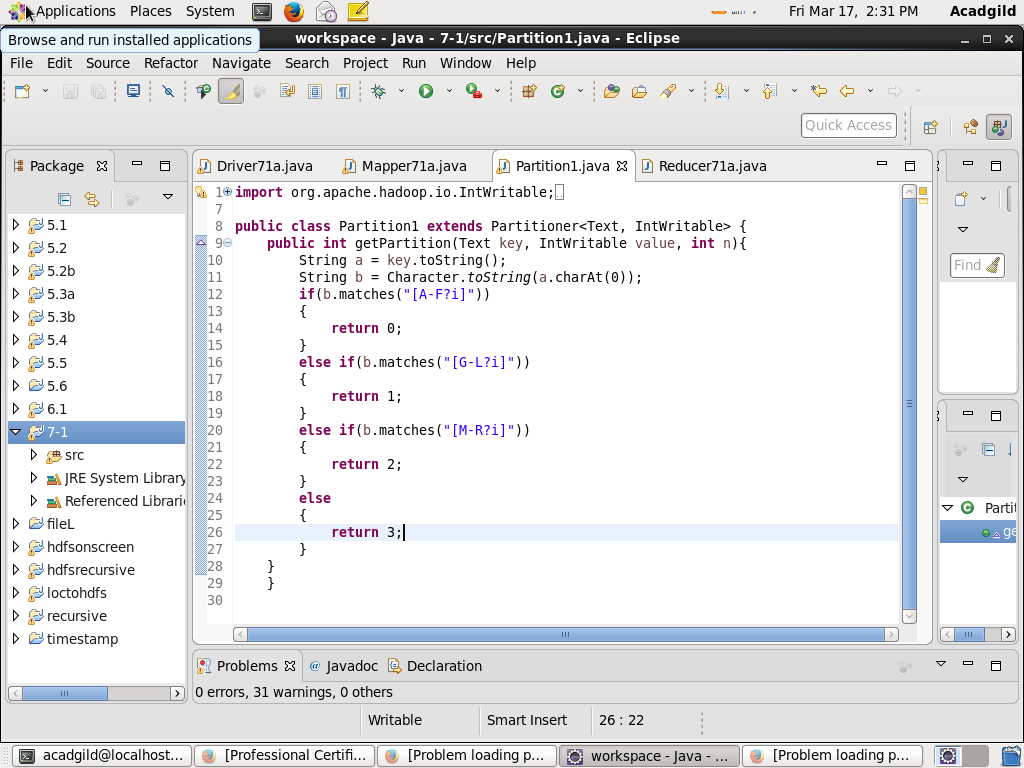 Applications Places System Fri Mar 17, 2:31 PM Acadgild
Browse and run installed applications
workspace - Java - 7-1/src/Partition1.java - Eclipse
File Edit Source Refactor Navigate Search Project Run Window Help
Quick Access
Package
Driver71a.java Mapper71a.java Partition1.java Reducer71a.java
5.1
5.2
5.2b
5.3a
5.3b
5.4
5.5
5.6
6.1
7-1
src
JRE System Library
Referenced Librari
fileL
hdfsonscreen
hdfsrecursive
loctohdfs
recursive
timestamp
1 import org.apache.hadoop.io.IntWritable;
7
8 public class Partition1 extends Partitioner<Text, IntWritable> {
9 public int getPartition(Text key, IntWritable value, int n){
10 String a = key.toString();
11 String b = Character.toString(a.charAt(0));
12 if(b.matches("[A-F?i]"))
13 {
14 return 0;
15 }
16 else if(b.matches("[G-L?i]"))
17 {
18 return 1;
19 }
20 else if(b.matches("[M-R?i]"))
21 {
22 return 2;
23 }
24 else
25 {
26 return 3;
27 }
28 }
29 }
30
Find
Partit
ge
Problems Javadoc Declaration
0 errors, 31 warnings, 0 others
Writable Smart Insert 26 : 22
acadgild@localhost... [Professional Certifi... [Problem loading p... workspace - Java - ... [Problem loading p...